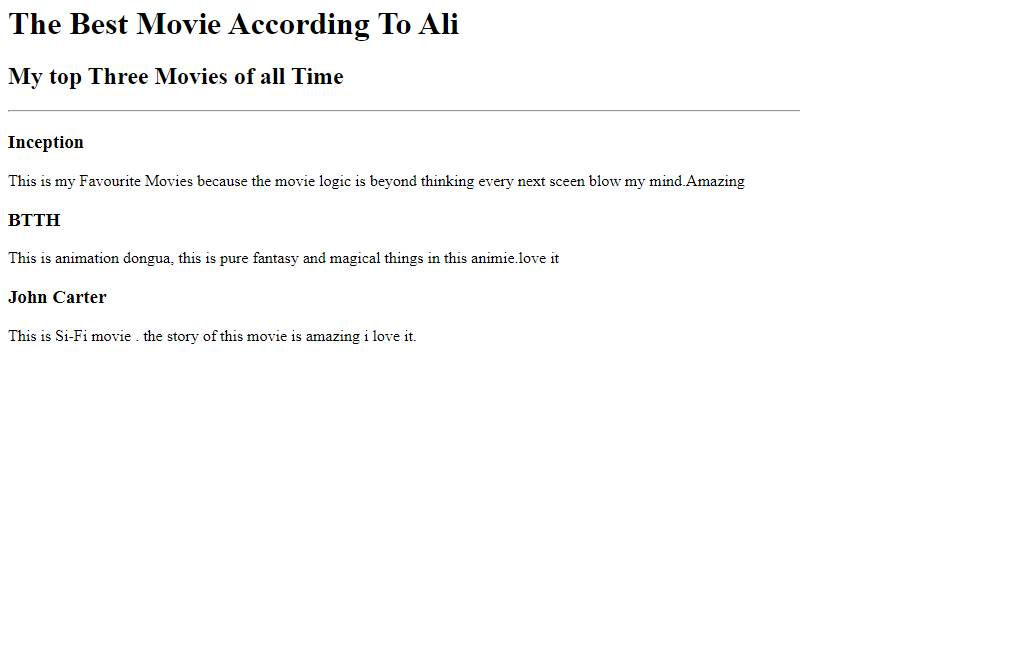 The Best Movie According To Ali
My top Three Movies of all Time
Inception
This is my Favourite Movies because the movie logic is beyond thinking every next sceen blow my mind.Amazing
BTTH
This is animation dongua, this is pure fantasy and magical things in this animie.love it
John Carter
This is Si-Fi movie . the story of this movie is amazing i love it.